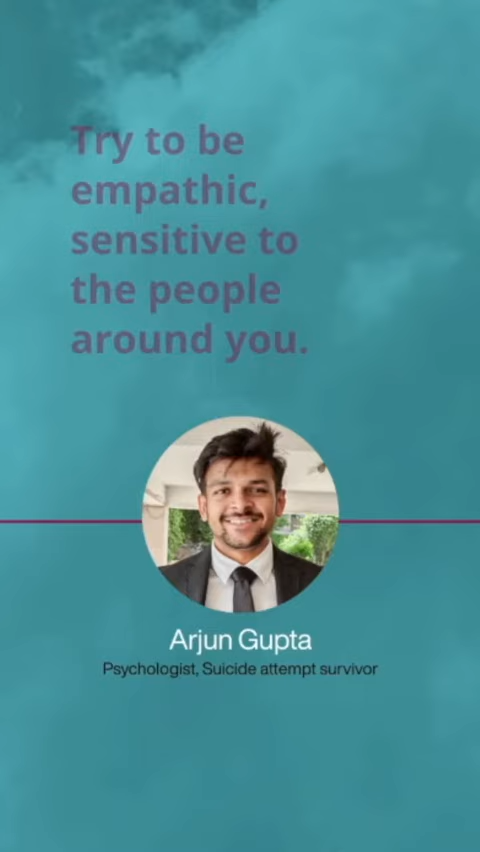 Try to be
empathic,
sensitive to
the people
around you.
Arjun Gupta
Psychologist, Suicide attempt survivor